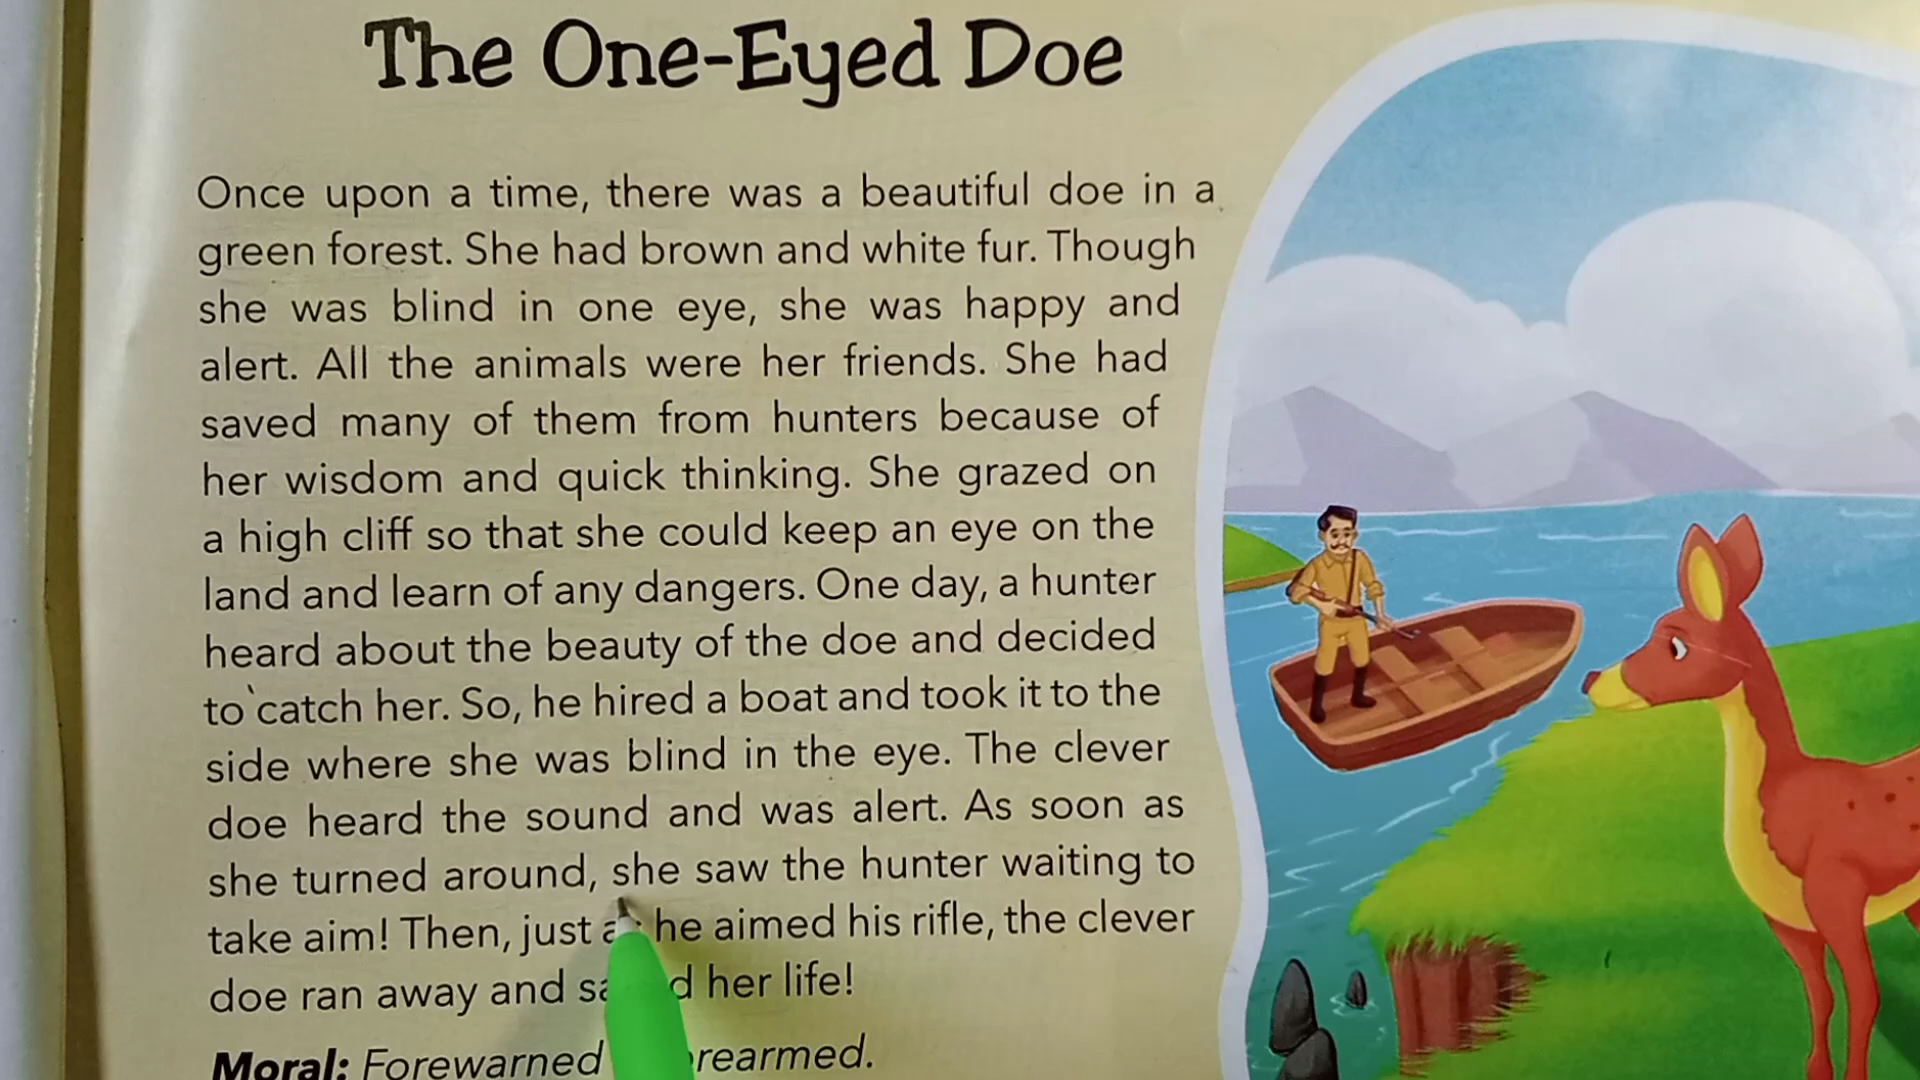 The One-Eyed Doe
Once upon a time, there was a beautiful doe in a
green forest. She had brown and white fur. Though
she was blind in one eye, she was happy and
alert. All the animals were her friends. She had
saved many of them from hunters because of
her wisdom and quick thinking. She grazed on
a high cliff so that she could keep an eye on the
land and learn of any dangers. One day, a hunter
heard about the beauty of the doe and decided
to catch her. So, he hired a boat and took it to the
side where she was blind in the eye. The clever
doe heard the sound and was alert. As soon as
she turned around, she saw the hunter waiting to
take aim! Then, just he aimed his rifle, the clever
doe ran away and her life!
Moral: Forewarned